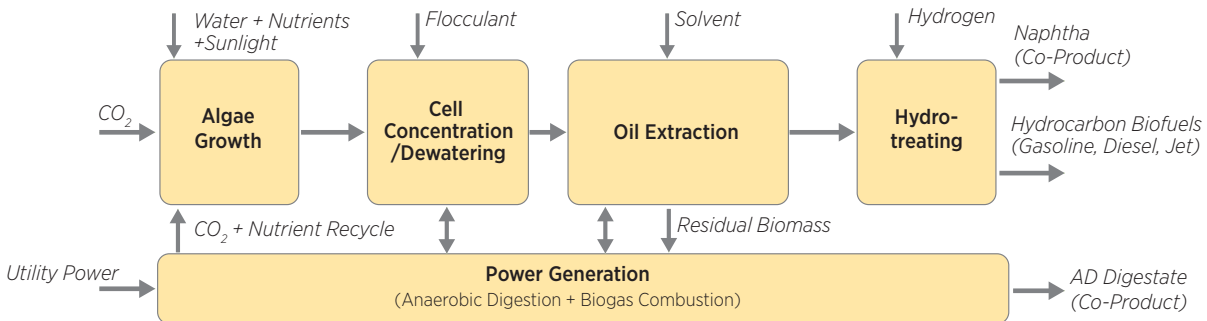 Water + Nutrients
+Sunlight
Flocculant
Solvent
Hydrogen
Naphtha
(Co-Product)
CO2
Algae
Growth
Cell
Concentration
/Dewatering
Oil Extraction
Hydro-
treating
Hydrocarbon Biofuels
(Gasoline, Diesel, Jet)
CO2 + Nutrient Recycle
Residual Biomass
Utility Power
Power Generation
(Anaerobic Digestion + Biogas Combustion)
AD Digestate
(Co-Product)